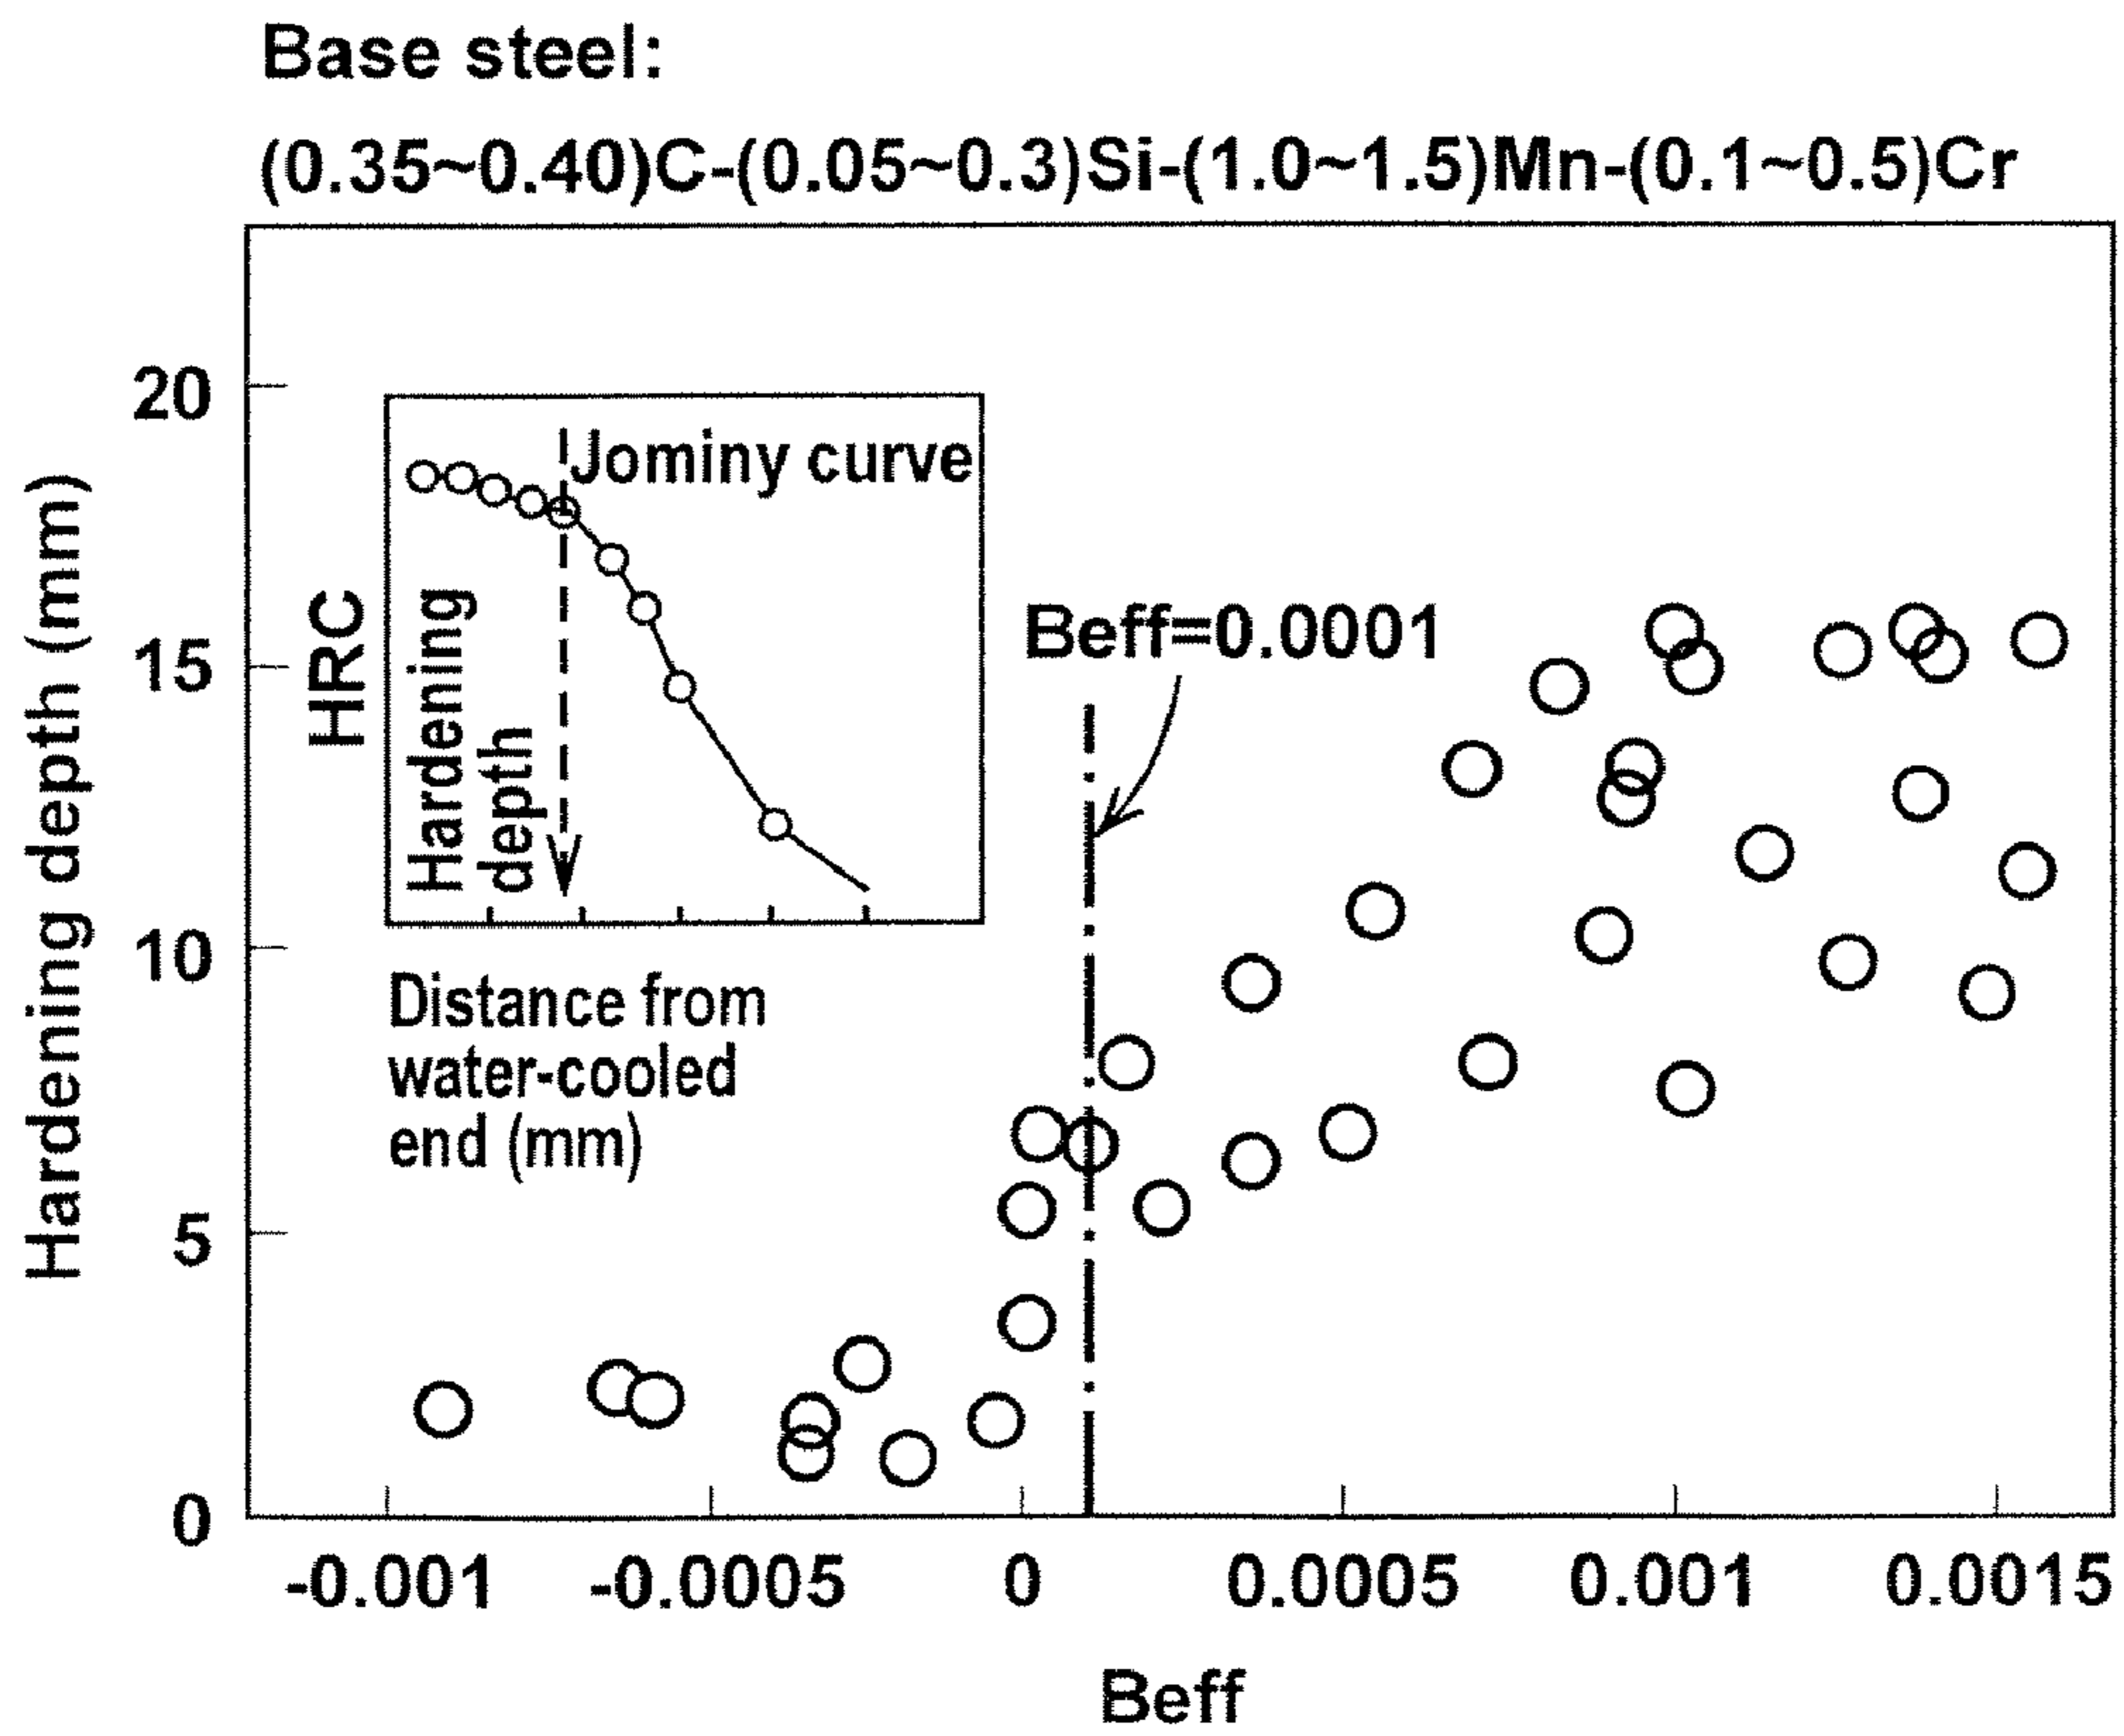 Base steel:
(0.35~0.40)C-(0.05~0.3)Si-(1.0~1.5)Mn-(0.1~0.5)Cr
Hardening depth (mm)
20
15
10
5
0
Jominy curve
HRC
Hardening
depth
Distance from
water-cooled
end (mm)
Beff=0.0001
-0.001
-0.0005
0
0.0005
0.001
0.0015
Beff